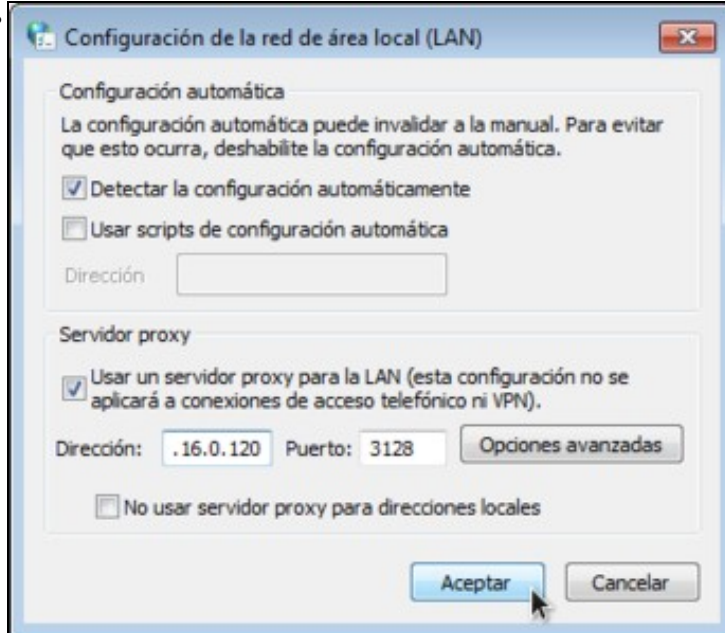 Configuración de la red de área local (LAN)
Configuración automática
La configuración automática puede invalidar a la manual. Para evitar
que esto ocurra, deshabilite la configuración automática.
Detectar la configuración automáticamente
Usar scripts de configuración automática
Dirección
Servidor proxy
Usar un servidor proxy para la LAN (esta configuración no se
aplicará a conexiones de acceso telefónico ni VPN).
Dirección: .16.0.120 Puerto: 3128 Opciones avanzadas
No usar servidor proxy para direcciones locales
Aceptar Cancelar